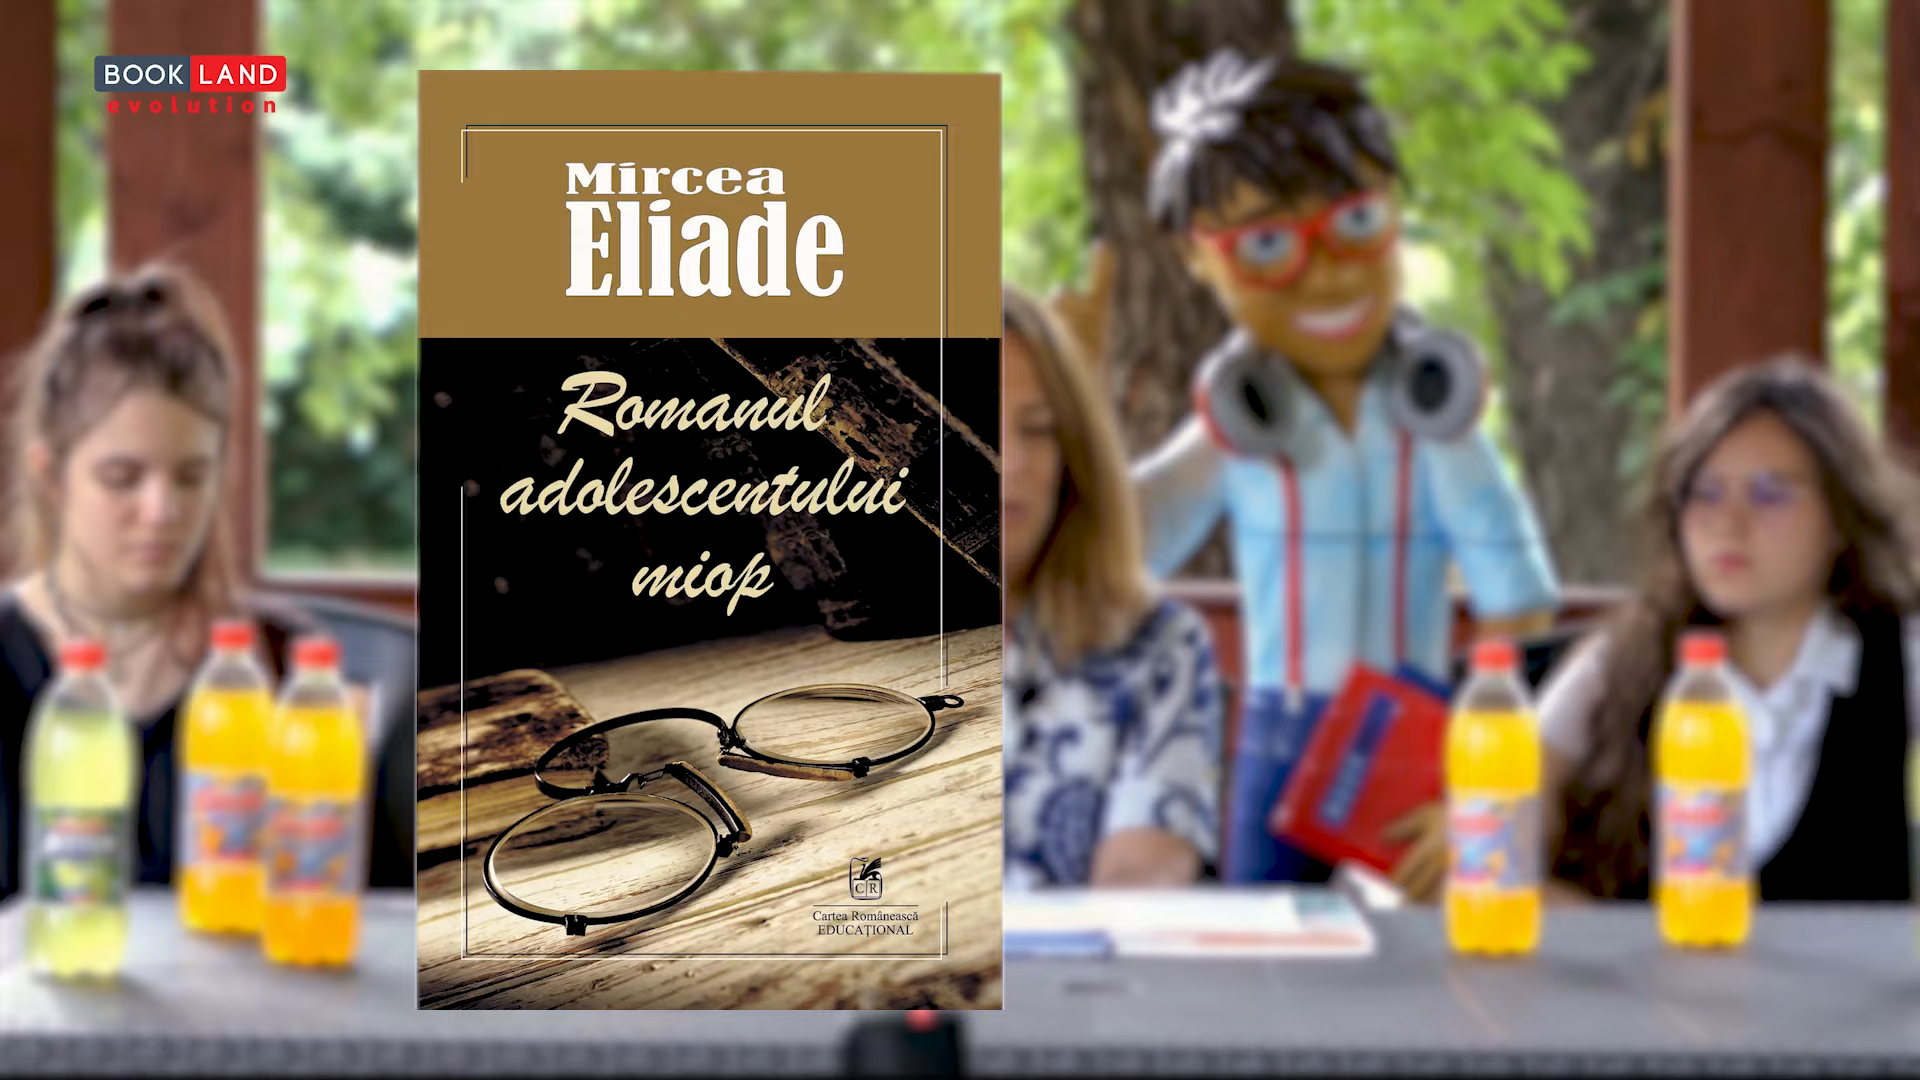 BOOK LAND
evolution
Mircea
Eliade
Romanul
adolescentului
miop
CR
Cartea Românească
EDUCAȚIONAL